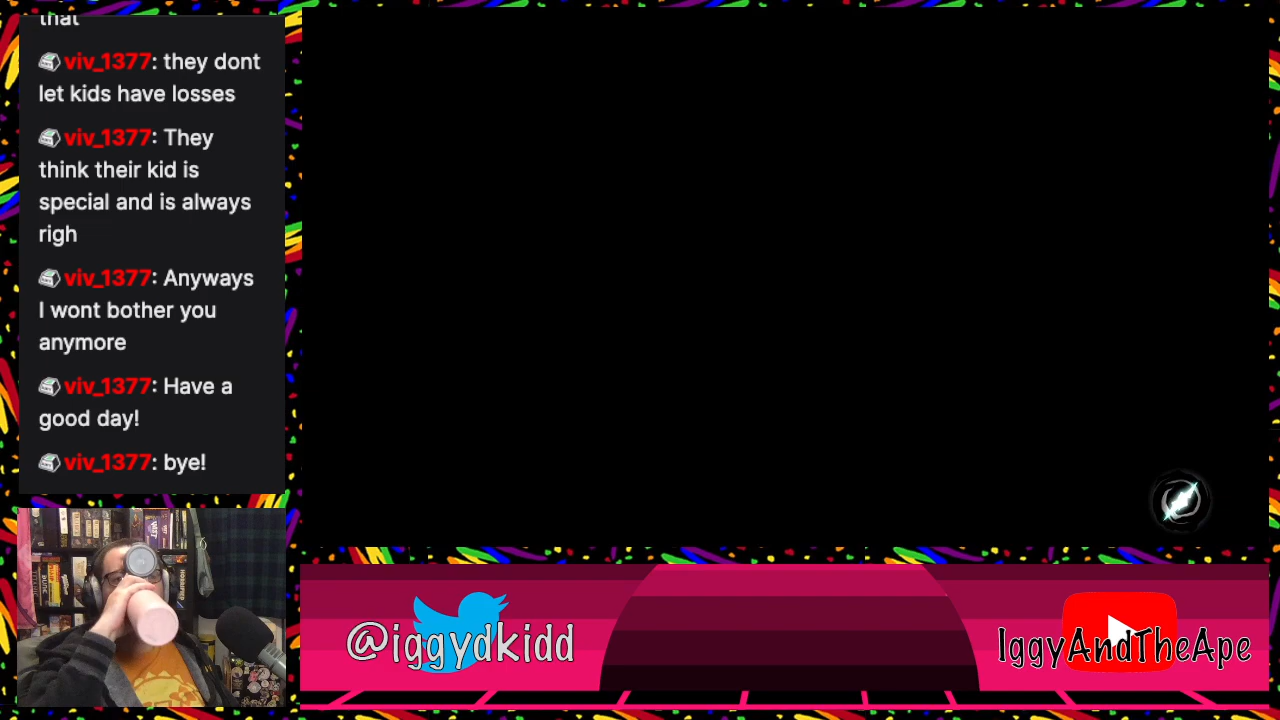 that
viv_1377: they dont
let kids have losses
viv_1377: They
think their kid is
special and is always
righ
viv_1377: Anyways
I wont bother you
anymore
viv_1377: Have a
good day!
viv_1377: bye!
@iggydkidd
IggyAndTheApe